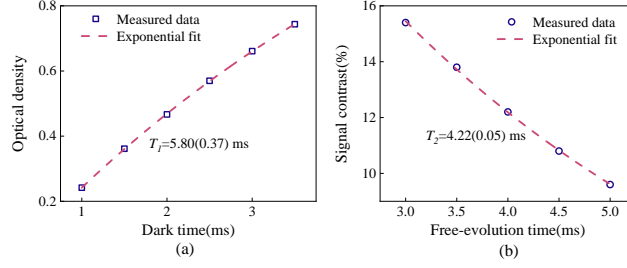 0.8
0.6
0.4
0.2
Optical density
Measured data
Exponential fit
T1=5.80(0.37) ms
1 2 3
Dark time(ms)
(a)
16
14
12
10
Signal contrast(%)
Measured data
Exponential fit
T2=4.22(0.05) ms
3.0 3.5 4.0 4.5 5.0
Free-evolution time(ms)
(b)